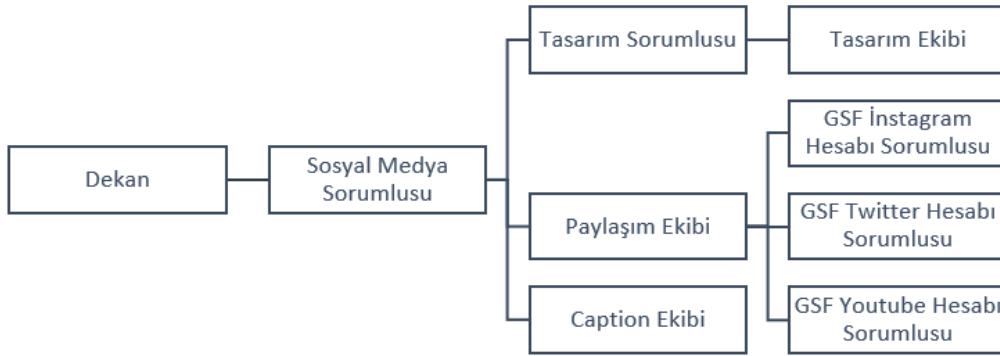 Dekan
Sosyal Medya
Sorumlusu
Tasarım Sorumlusu
Tasarım Ekibi
Paylaşım Ekibi
GSF İnstagram
Hesabı Sorumlusu
GSF Twitter Hesabı
Sorumlusu
GSF Youtube Hesabı
Sorumlusu
Caption Ekibi